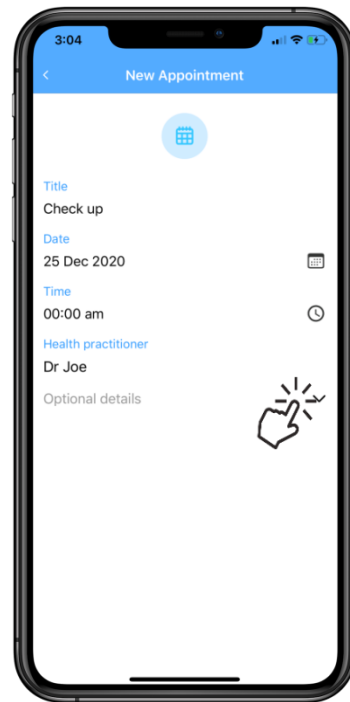 3:04
New Appointment
Title
Check up
Date
25 Dec 2020
Time
00:00 am
Health practitioner
Dr Joe
Optional details